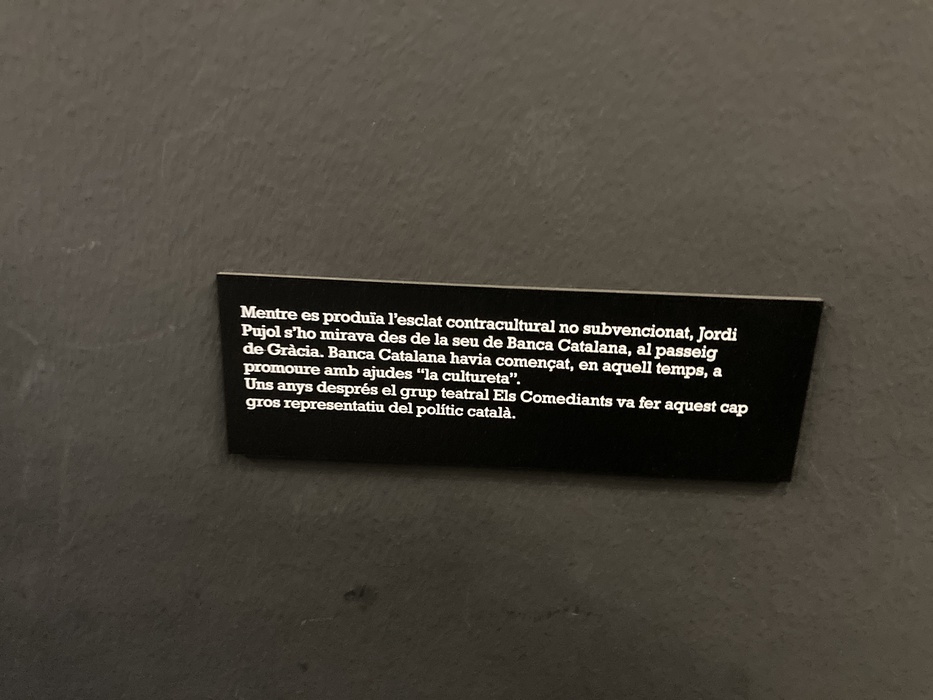 Mentre es produïa l'esclat contracultural no subvencionat, Jordi
Pujol s'ho mirava des de la seu de Banca Catalana, al passeig
de Gràcia. Banca Catalana havia començat, en aquell temps, a
promoure amb ajudes "la cultureta".
Uns anys després el grup teatral Els Comediants va fer aquest cap
gros representatiu del polític català.